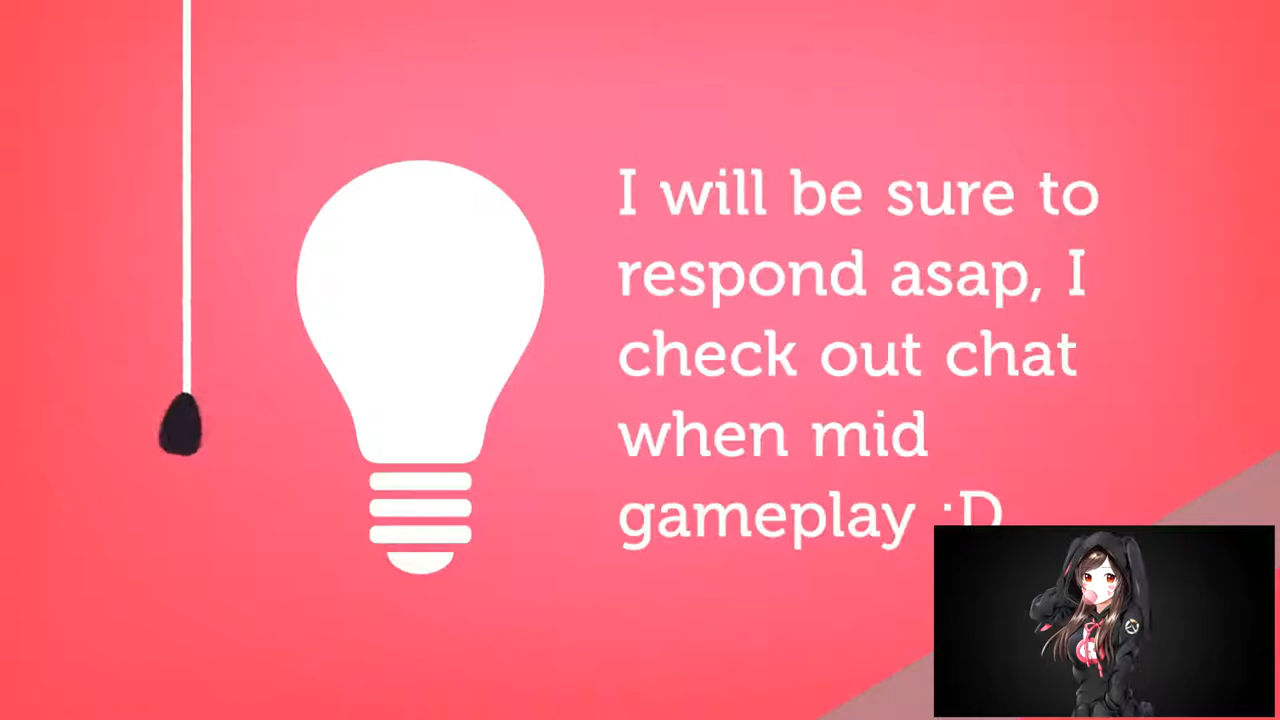 I will be sure to
respond asap, I
check out chat
when mid
gameplay :D